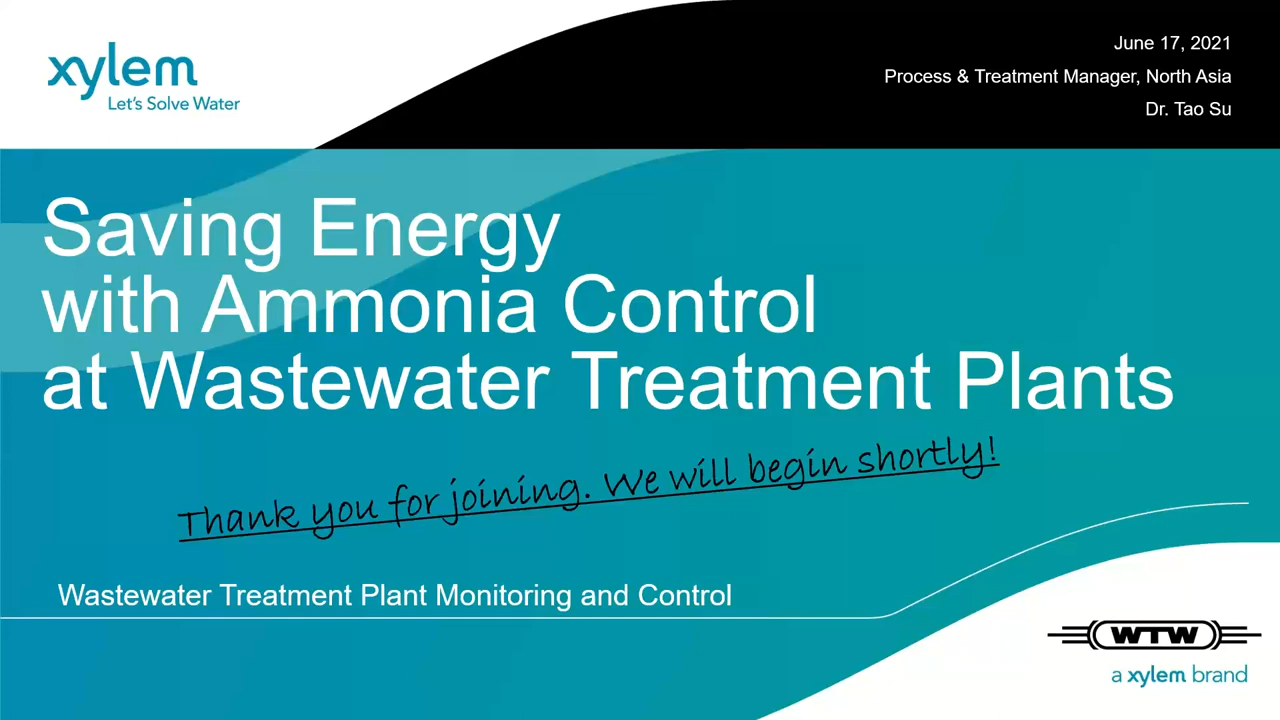 xylem
Let's Solve Water
June 17, 2021
Process & Treatment Manager, North Asia
Dr. Tao Su
Saving Energy
with Ammonia Control
at Wastewater Treatment Plants
Thank you for joining. We will begin shortly!
Wastewater Treatment Plant Monitoring and Control
WTW
a xylem brand